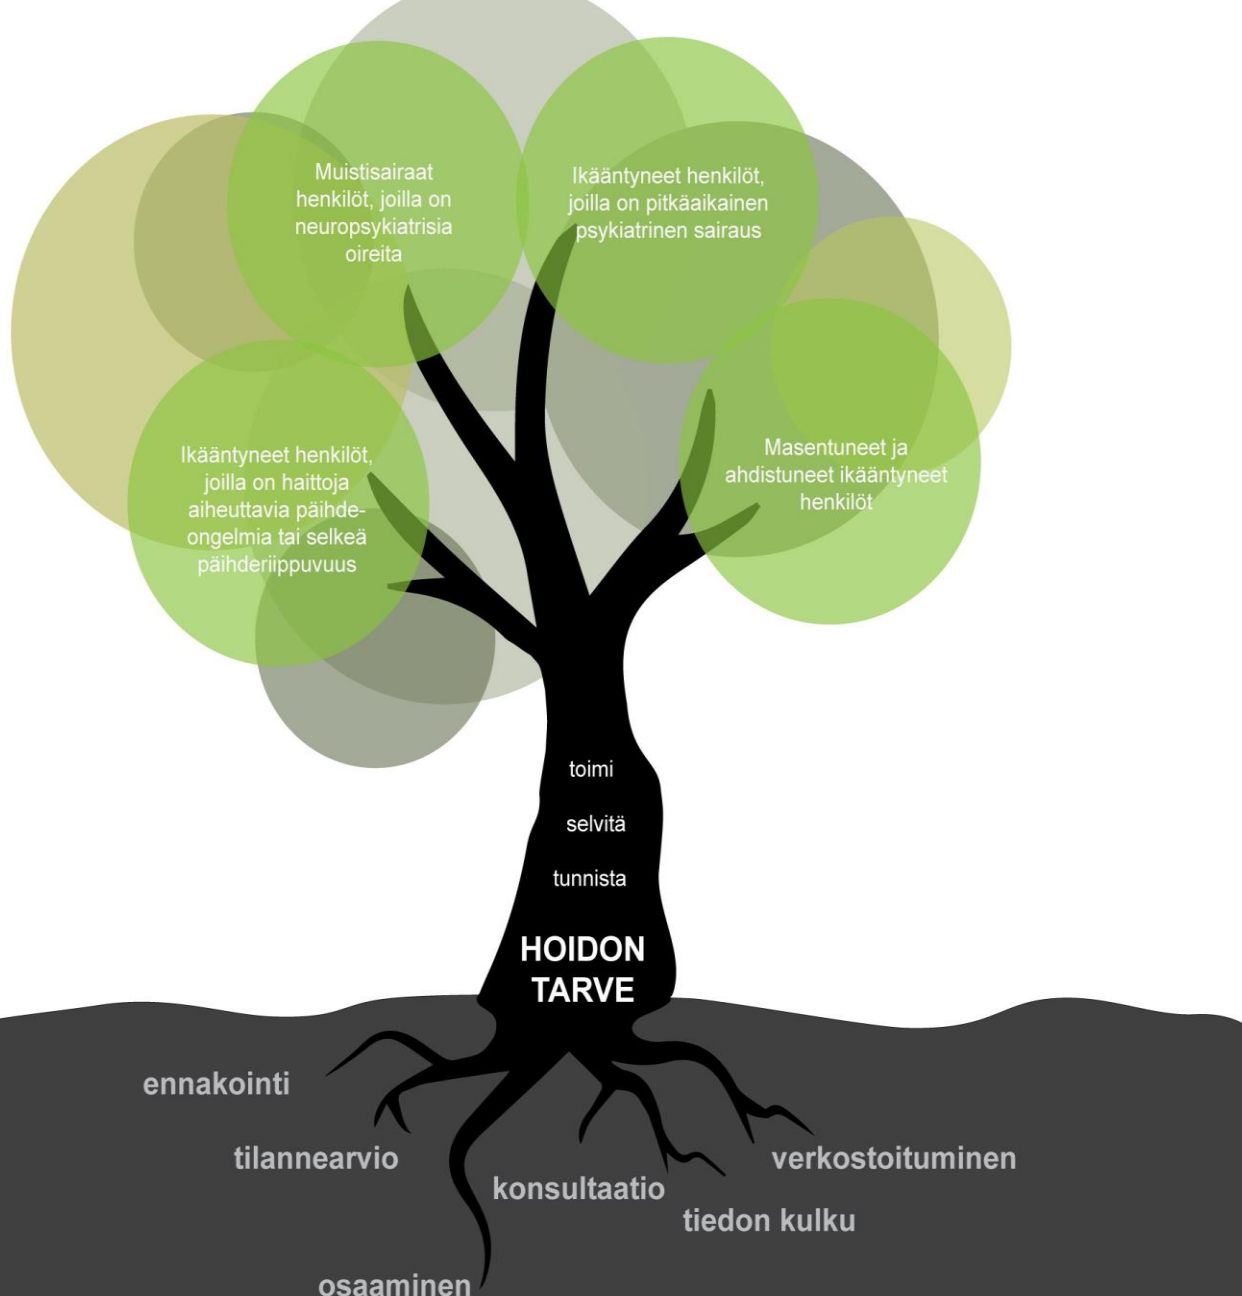 Muistisairaat
henkilöt, joilla on
neuropsykiatrisia
oireita
Ikääntyneet henkilöt,
joilla on pitkäaikainen
psykiatrinen sairaus
Ikääntyneet henkilöt,
joilla on haittoja
aiheuttavia päihde-
ongelmia tai selkeä
päihderiippuvuus
Masentuneet ja
ahdistuneet ikääntyneet
henkilöt
toimi
selvitä
tunnista
HOIDON
TARVE
ennakointi
tilannearvio
konsultaatio
verkostoituminen
tiedon kulku
osaaminen